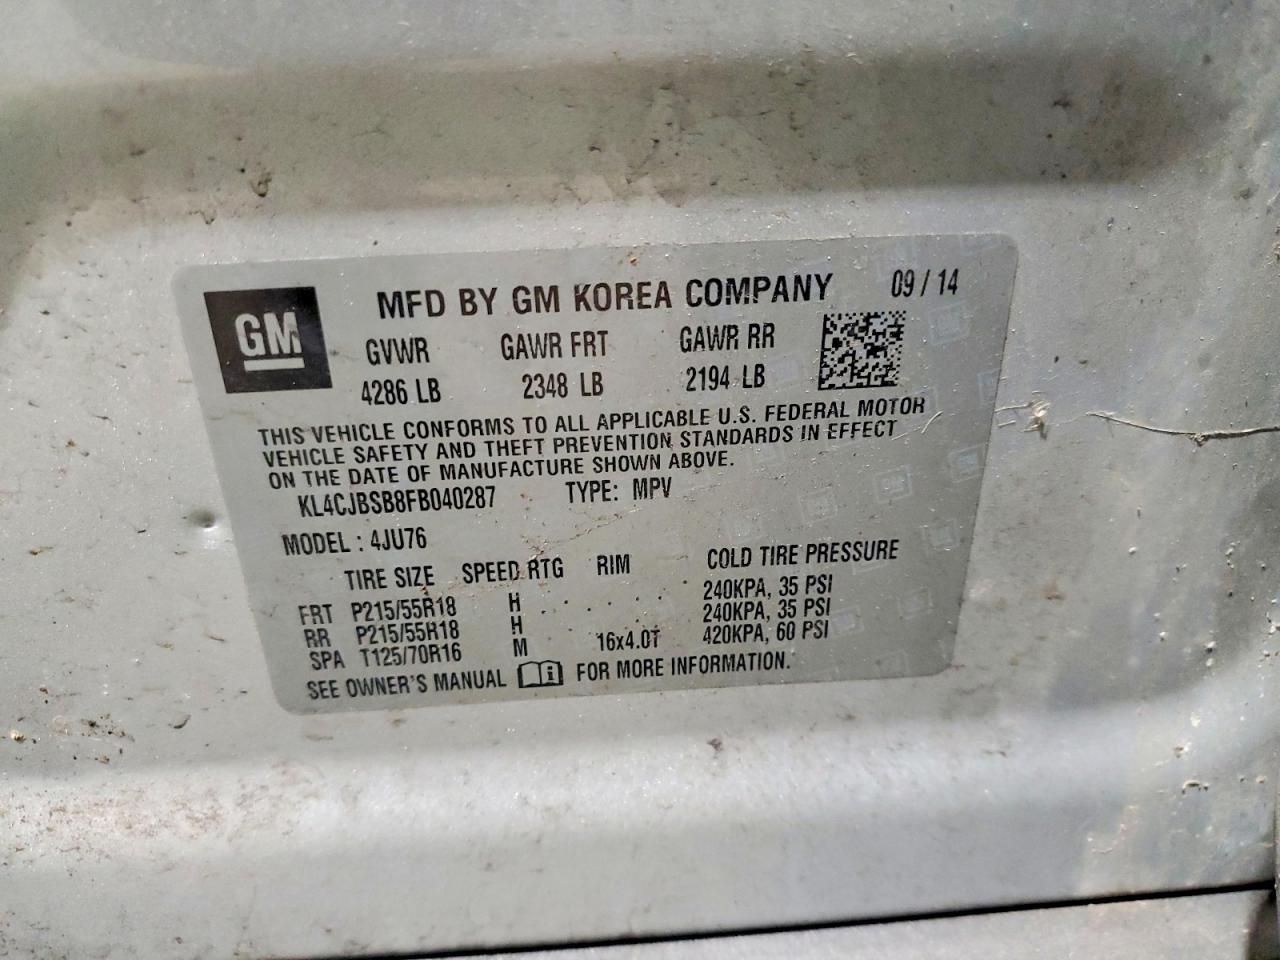 GM
MFD BY GM KOREA COMPANY 09 / 14
GVWR GAWR FRT GAWR RR
4286 LB 2348 LB 2194 LB
THIS VEHICLE CONFORMS TO ALL APPLICABLE U.S. FEDERAL MOTOR
VEHICLE SAFETY AND THEFT PREVENTION STANDARDS IN EFFECT
ON THE DATE OF MANUFACTURE SHOWN ABOVE.
KL4CJBSB8FB040287 TYPE: MPV
MODEL : 4JU76
TIRE SIZE SPEED RTG RIM COLD TIRE PRESSURE
FRT P215/55R18 H . . . . . . . 240KPA, 35 PSI
RR P215/55R18 H . . . . . . . 240KPA, 35 PSI
SPA T125/70R16 M 16x4.0T 420KPA, 60 PSI
SEE OWNER'S MANUAL i FOR MORE INFORMATION.